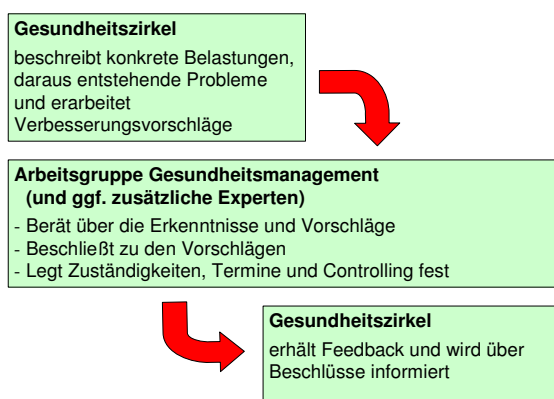 Gesundheitszirkel
beschreibt konkrete Belastungen,
daraus entstehende Probleme
und erarbeitet
Verbesserungsvorschläge
Arbeitsgruppe Gesundheitsmanagement
(und ggf. zusätzliche Experten)
- Berät über die Erkenntnisse und Vorschläge
- Beschließt zu den Vorschlägen
- Legt Zuständigkeiten, Termine und Controlling fest
Gesundheitszirkel
erhält Feedback und wird über
Beschlüsse informiert